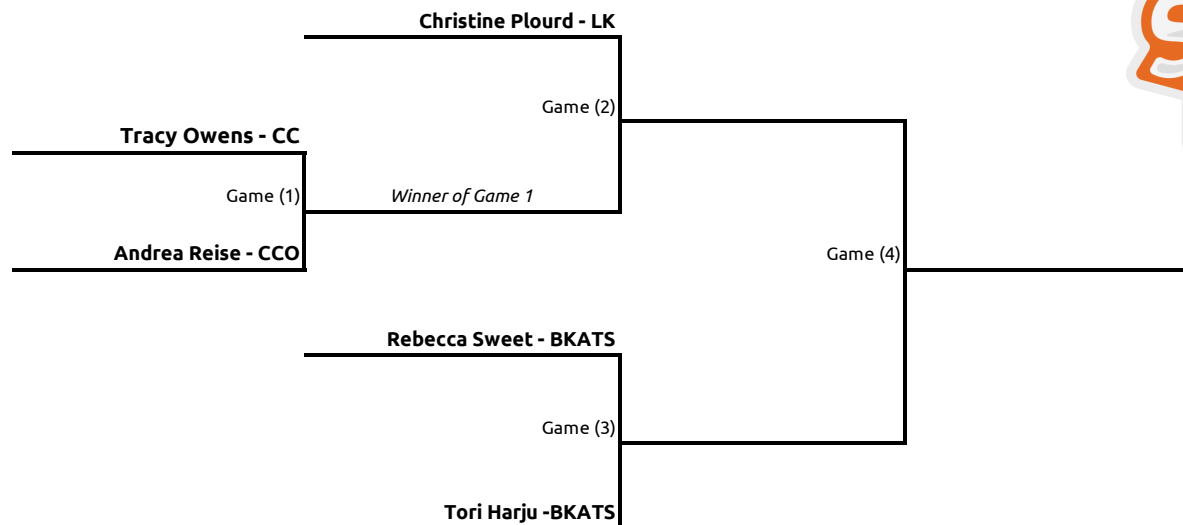 Christine Plourd - LK
Game (2)
Tracy Owens - CC
Game (1)
Winner of Game 1
Andrea Reise - CCO
Game (4)
Rebecca Sweet - BKATS
Game (3)
Tori Harju -BKATS